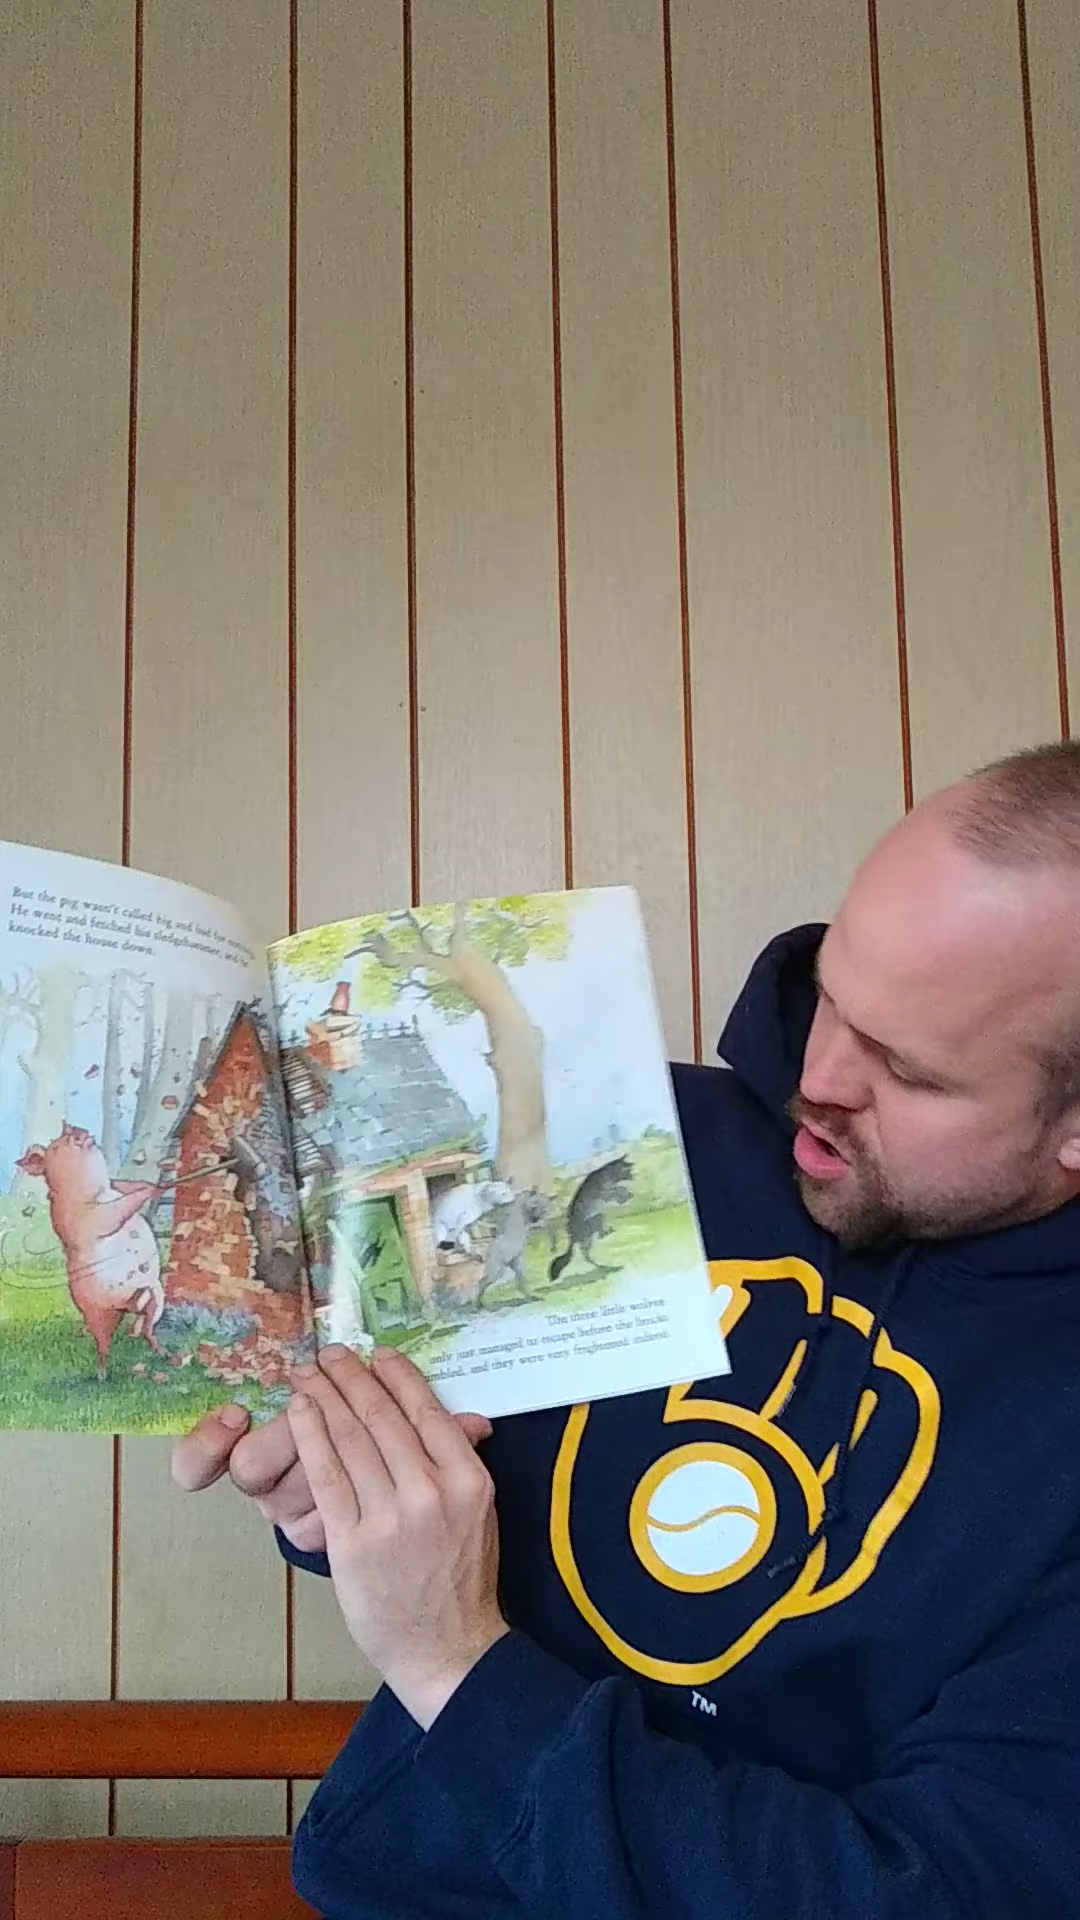 But the pig wasn't called big and bad for nothing.
He went and fetched his sledgehammer, and he
knocked the house down.
The three little wolves
only just managed to escape before the bricks
crumbled, and they were very frightened indeed.
TM